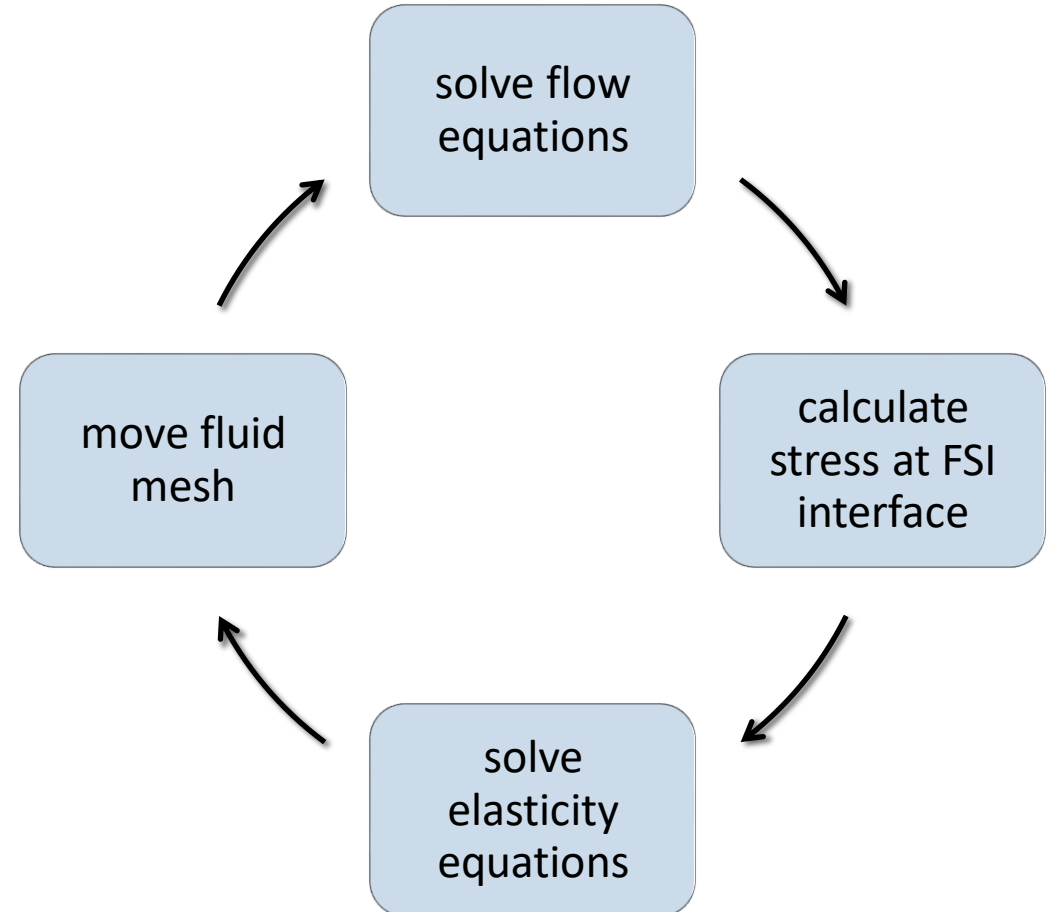 solve flow
equations
calculate
stress at FSI
interface
solve
elasticity
equations
move fluid
mesh